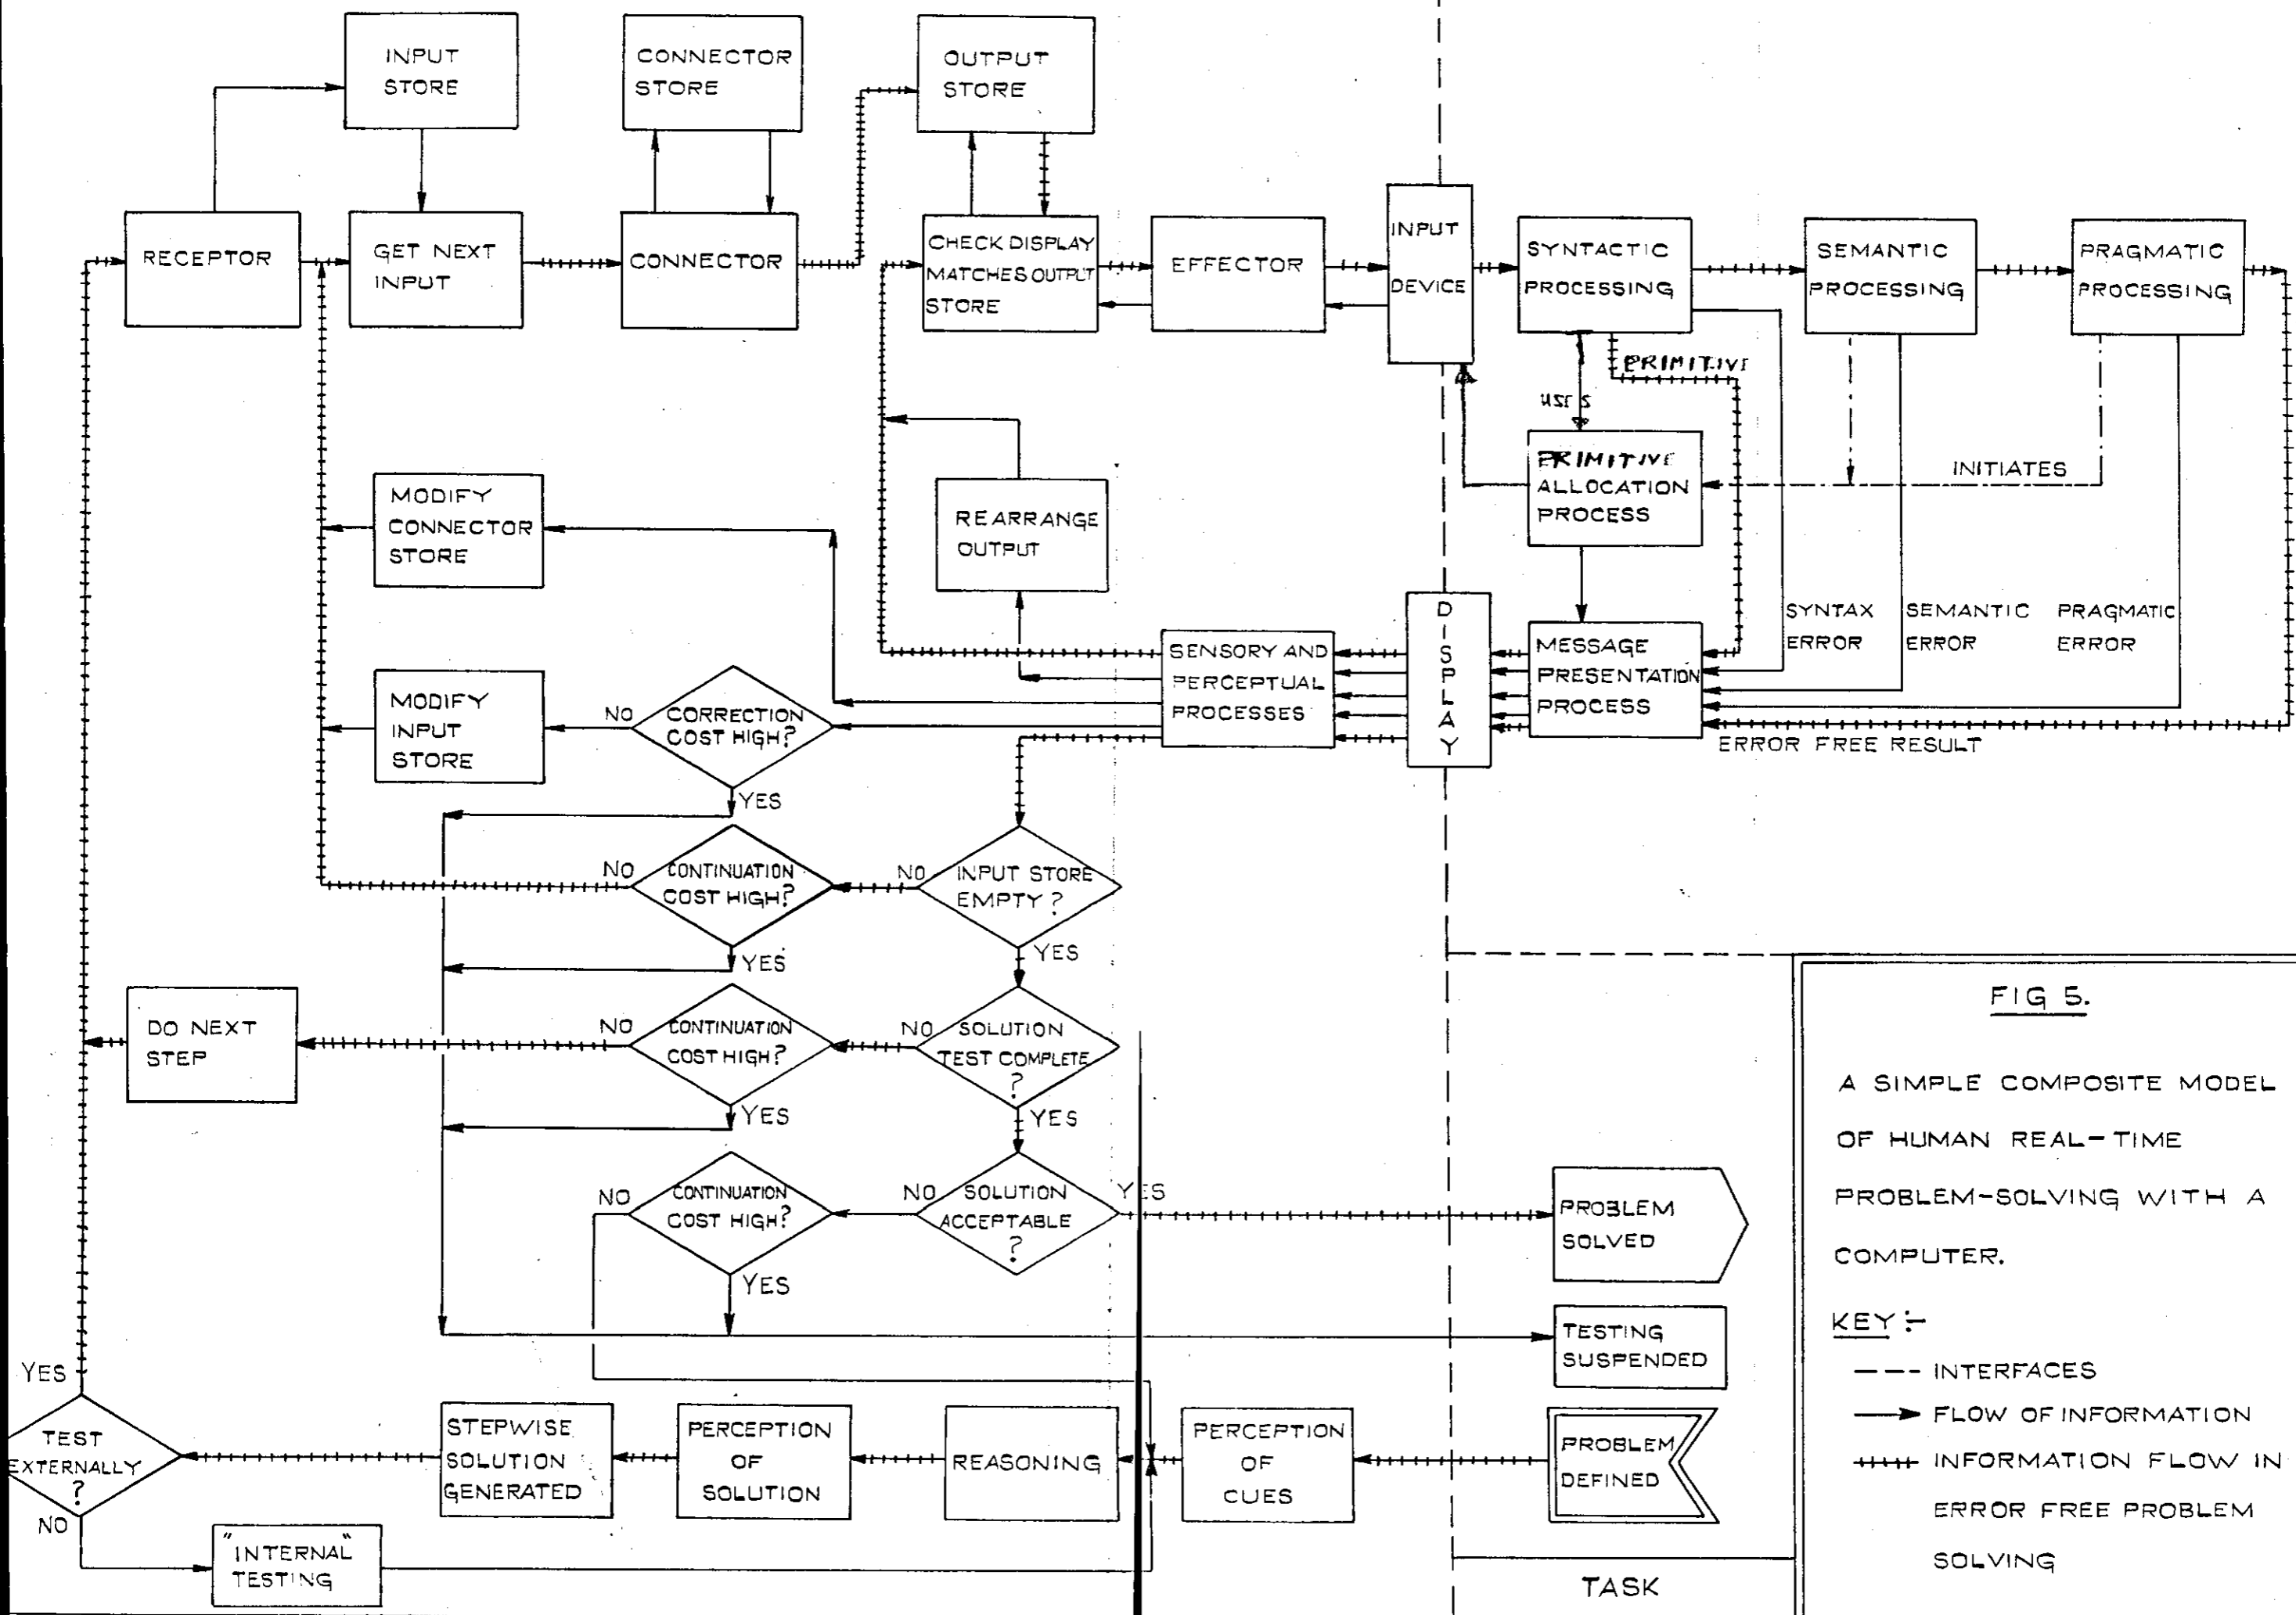 INPUT
STORE
CONNECTOR
STORE
OUTPUT
STORE
RECEPTOR
GET NEXT
INPUT
CONNECTOR
CHECK DISPLAY
MATCHES OUTPUT
STORE
EFFECTOR
INPUT
DEVICE
SYNTACTIC
PROCESSING
SEMANTIC
PROCESSING
PRAGMATIC
PROCESSING
PRIMITIVE
USES
PRIMITIVE
ALLOCATION
PROCESS
INITIATES
MODIFY
CONNECTOR
STORE
REARRANGE
OUTPUT
SYNTAX
ERROR
SEMANTIC
ERROR
PRAGMATIC
ERROR
MODIFY
INPUT
STORE
NO
CORRECTION
COST HIGH?
YES
SENSORY AND
PERCEPTUAL
PROCESSES
DISPLAY
MESSAGE
PRESENTATION
PROCESS
ERROR FREE RESULT
NO
CONTINUATION
COST HIGH?
YES
NO
INPUT STORE
EMPTY?
YES
DO NEXT
STEP
NO
CONTINUATION
COST HIGH?
YES
NO
SOLUTION
TEST COMPLETE
?
YES
NO
CONTINUATION
COST HIGH?
YES
NO
SOLUTION
ACCEPTABLE
?
YES
PROBLEM
SOLVED
TESTING
SUSPENDED
YES
TEST
EXTERNALLY
?
NO
"INTERNAL"
TESTING
STEPWISE
SOLUTION
GENERATED
PERCEPTION
OF
SOLUTION
REASONING
PERCEPTION
OF
CUES
PROBLEM
DEFINED
TASK
FIG 5.
A SIMPLE COMPOSITE MODEL
OF HUMAN REAL-TIME
PROBLEM-SOLVING WITH A
COMPUTER.
KEY :-
INTERFACES
FLOW OF INFORMATION
INFORMATION FLOW IN
ERROR FREE PROBLEM
SOLVING